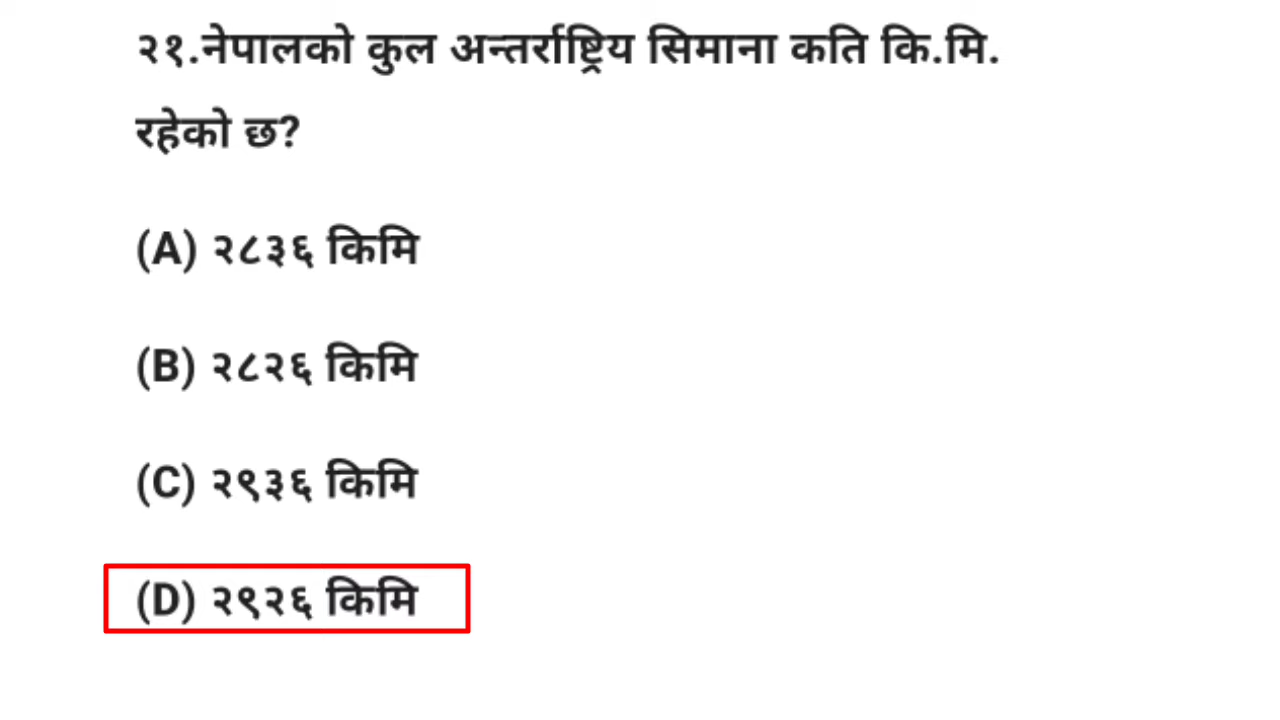 २१.नेपालको कुल अन्तर्राष्ट्रिय सिमाना कति कि.मि.
रहेको छ?
(A) २८३६ किमि
(B) २८२६ किमि
(C) २९३६ किमि
(D) २९२६ किमि